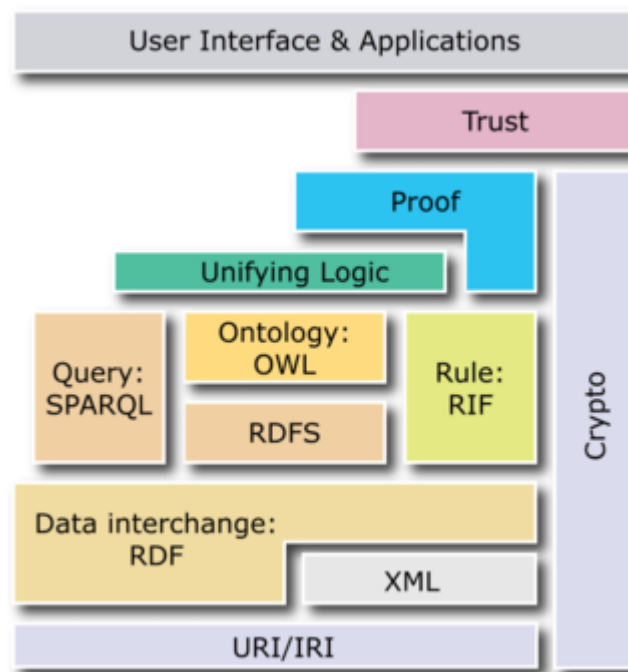 User Interface & Applications
Trust
Proof
Unifying Logic
Query:
SPARQL
Ontology:
OWL
RDFS
Rule:
RIF
Crypto
Data interchange:
RDF
XML
URI/IRI